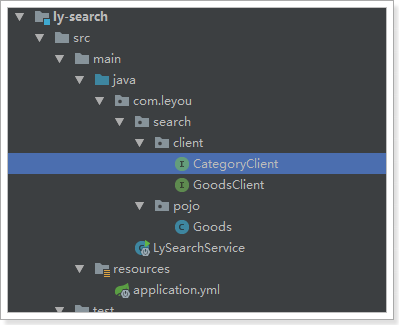 ly-search
src
main
java
com.leyou
search
client
CategoryClient
GoodsClient
pojo
Goods
LySearchService
resources
application.yml
test